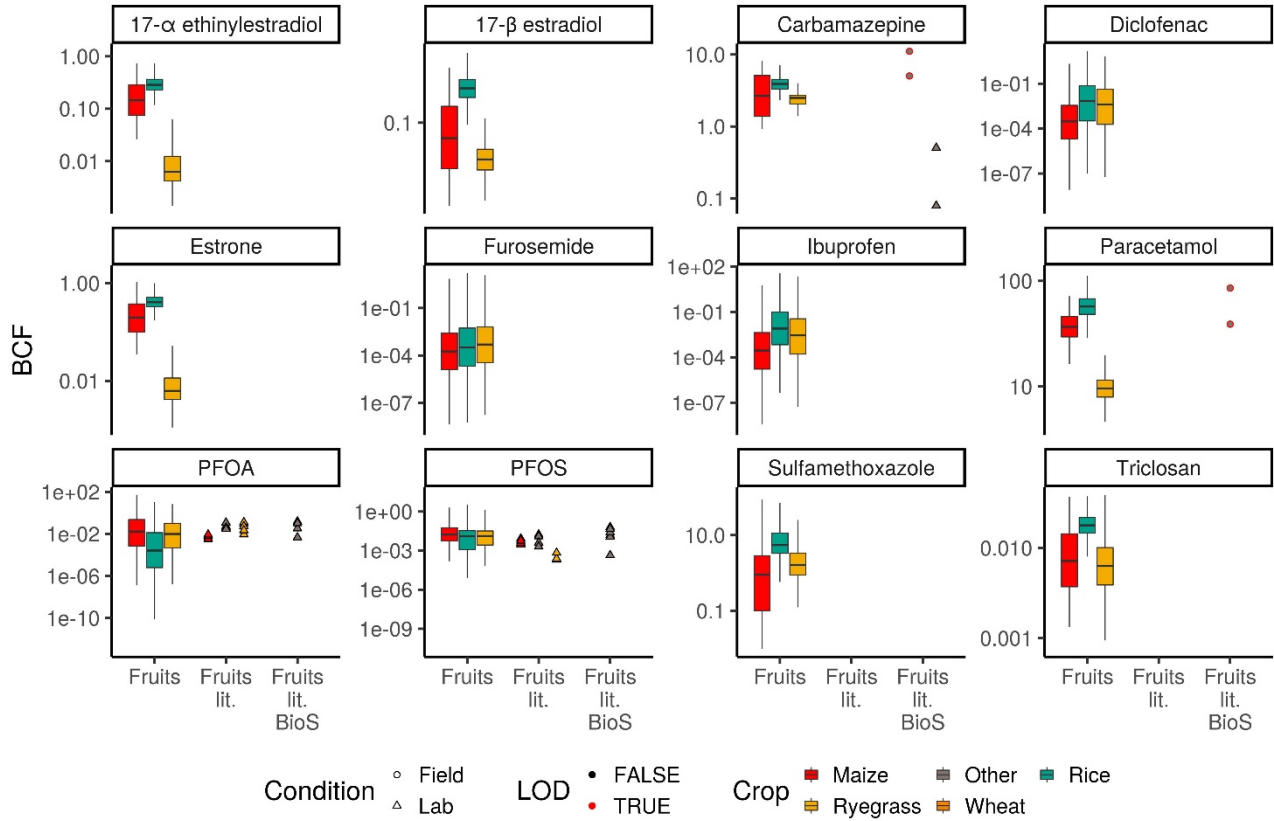 17-α ethinylestradiol
17-β estradiol
Carbamazepine
Diclofenac
1.00
0.10
0.01
0.1
10.0
1.0
0.1
1e-01
1e-04
1e-07
Estrone
Furosemide
Ibuprofen
Paracetamol
BCF
1.00
0.01
1e-01
1e-04
1e-07
1e+02
1e-01
1e-04
1e-07
100
10
PFOA
PFOS
Sulfamethoxazole
Triclosan
1e+02
1e-02
1e-06
1e-10
1e+00
1e-03
1e-06
1e-09
10.0
0.1
0.010
0.001
Fruits
Fruits
lit.
Fruits
lit.
BioS
Fruits
Fruits
lit.
Fruits
lit.
BioS
Fruits
Fruits
lit.
Fruits
lit.
BioS
Fruits
Fruits
lit.
Fruits
lit.
BioS
Condition
Field
Lab
LOD
FALSE
TRUE
Crop
Maize
Other
Rice
Ryegrass
Wheat